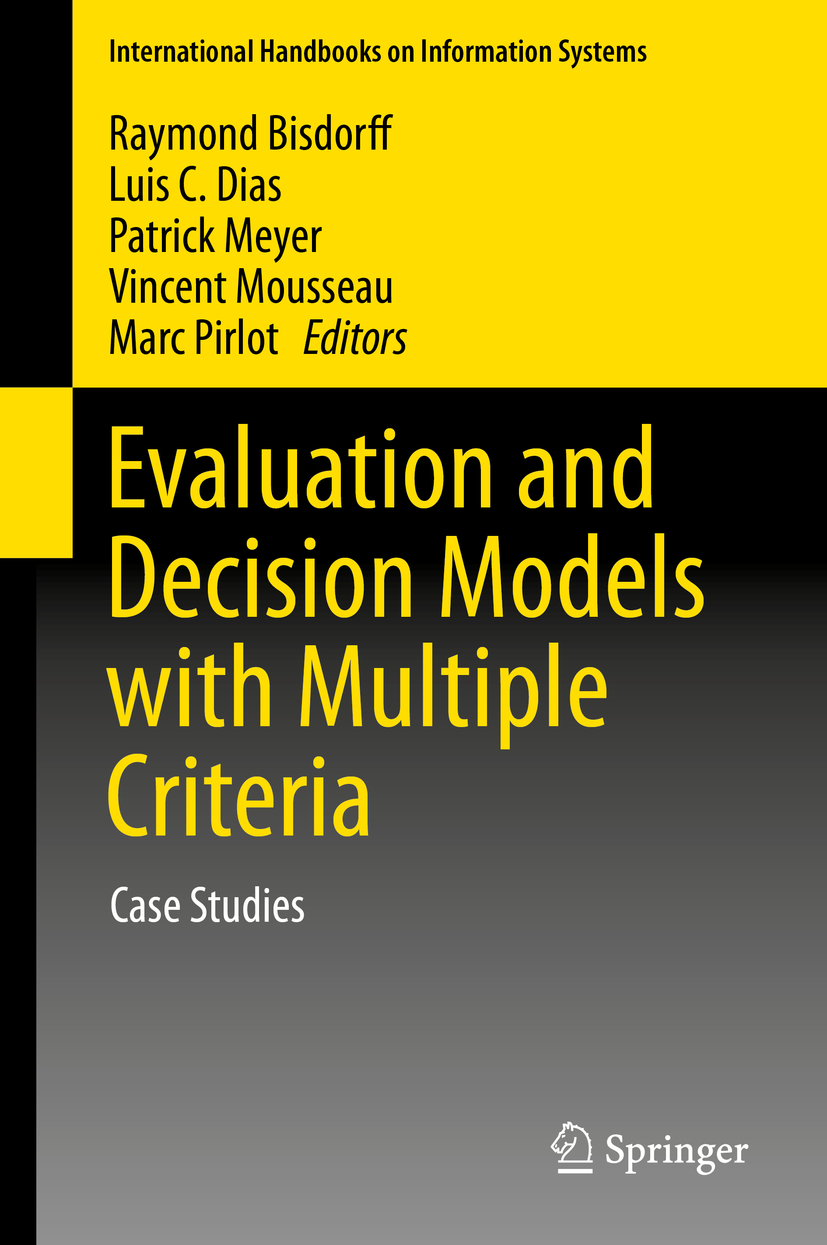 International Handbooks on Information Systems
Raymond Bisdorff
Luis C. Dias
Patrick Meyer
Vincent Mousseau
Marc Pirlot Editors
Evaluation and
Decision Models
with Multiple
Criteria
Case Studies
Springer